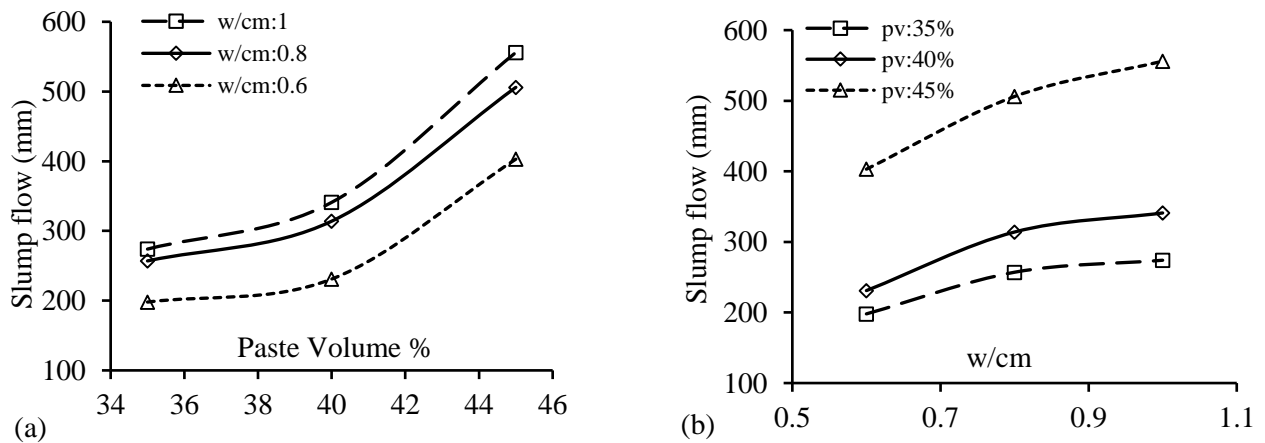 600
500
400
300
200
100
Slump flow (mm)
w/cm:1
w/cm:0.8
w/cm:0.6
Paste Volume %
34 36 38 40 42 44 46
(a)
600
500
400
300
200
100
Slump flow (mm)
pv:35%
pv:40%
pv:45%
w/cm
0.5 0.7 0.9 1.1
(b)